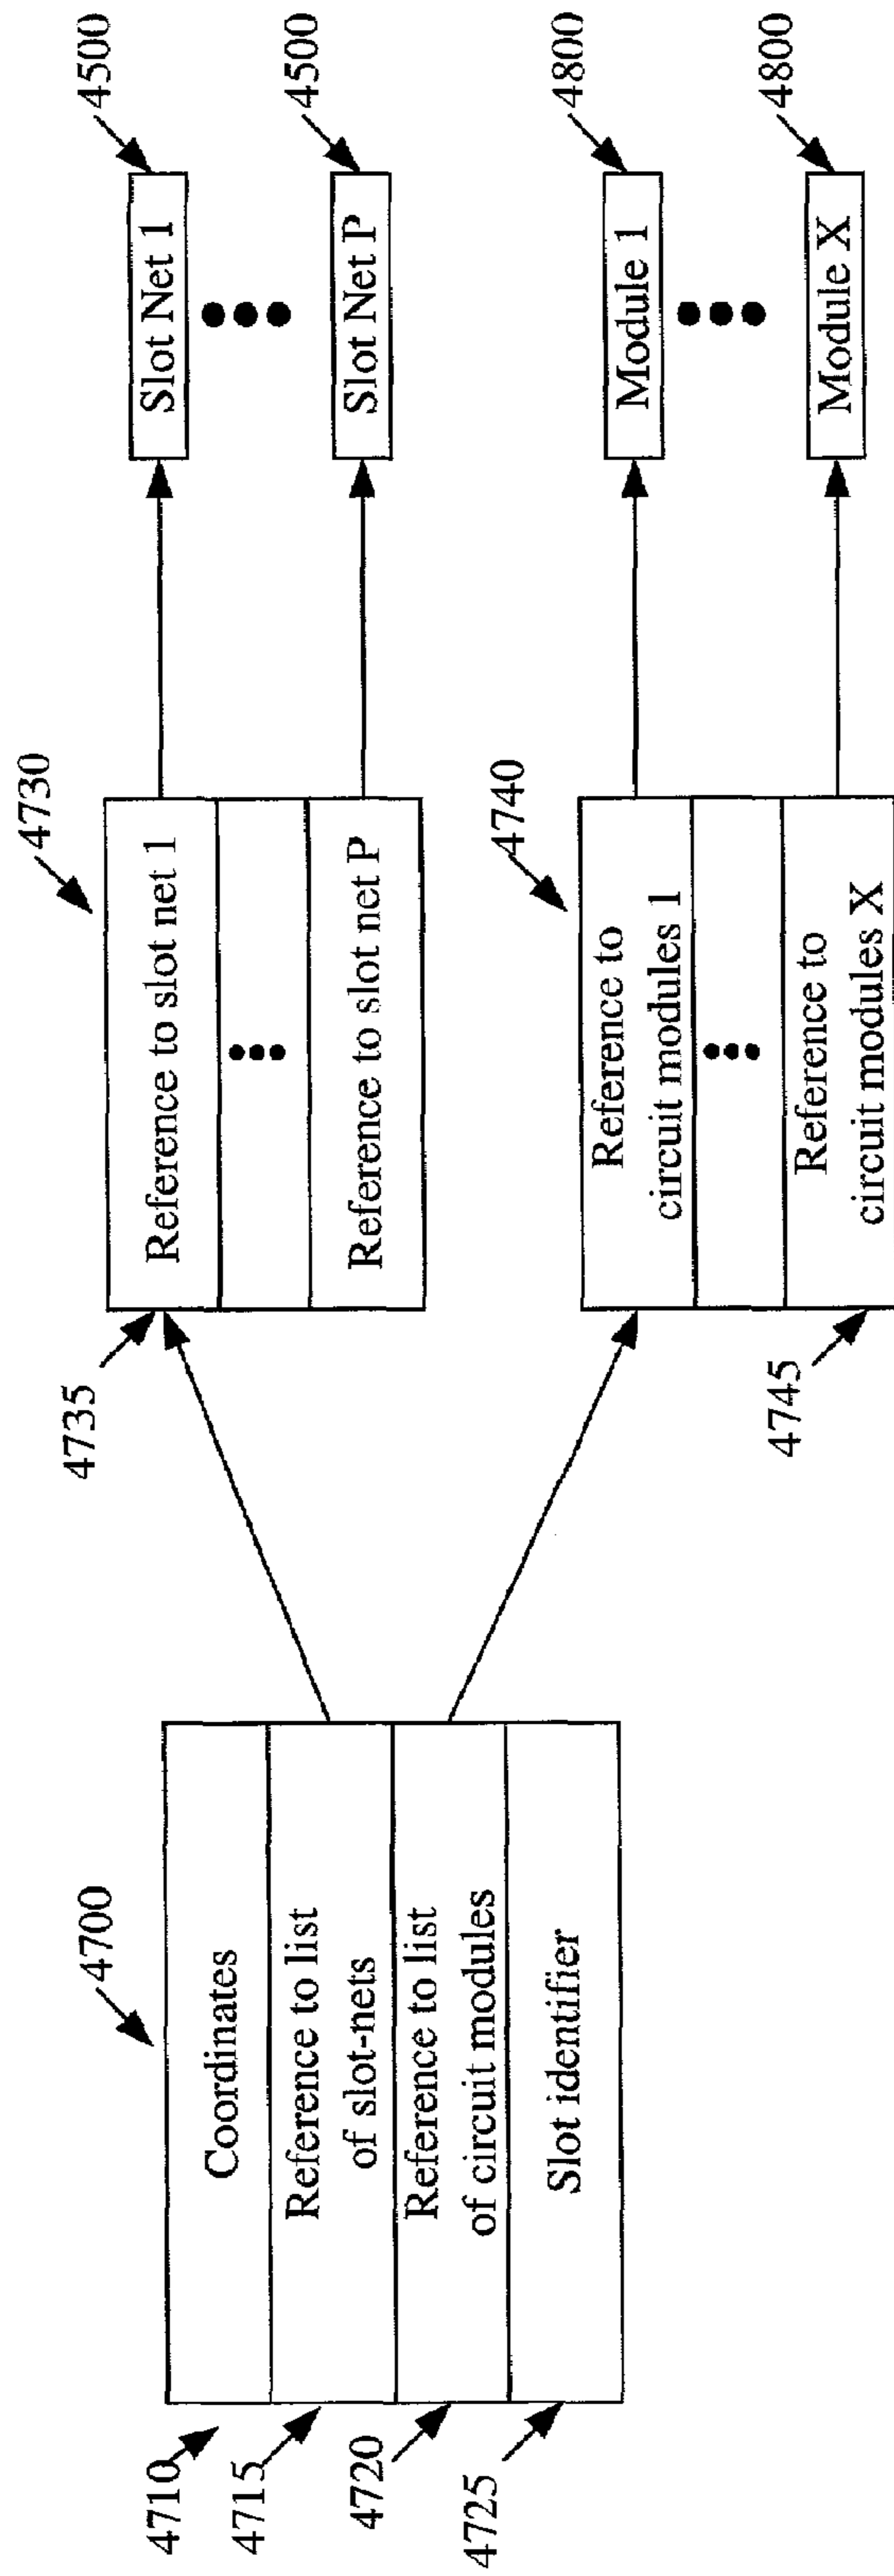 4700
4710
Coordinates
4715
Reference to list
of slot-nets
4720
Reference to list
of circuit modules
4725
Slot identifier
4730
4735
Reference to slot net 1
Reference to slot net P
4740
Reference to
circuit modules 1
Reference to
circuit modules X
4745
4500
Slot Net 1
4500
Slot Net P
4800
Module 1
4800
Module X